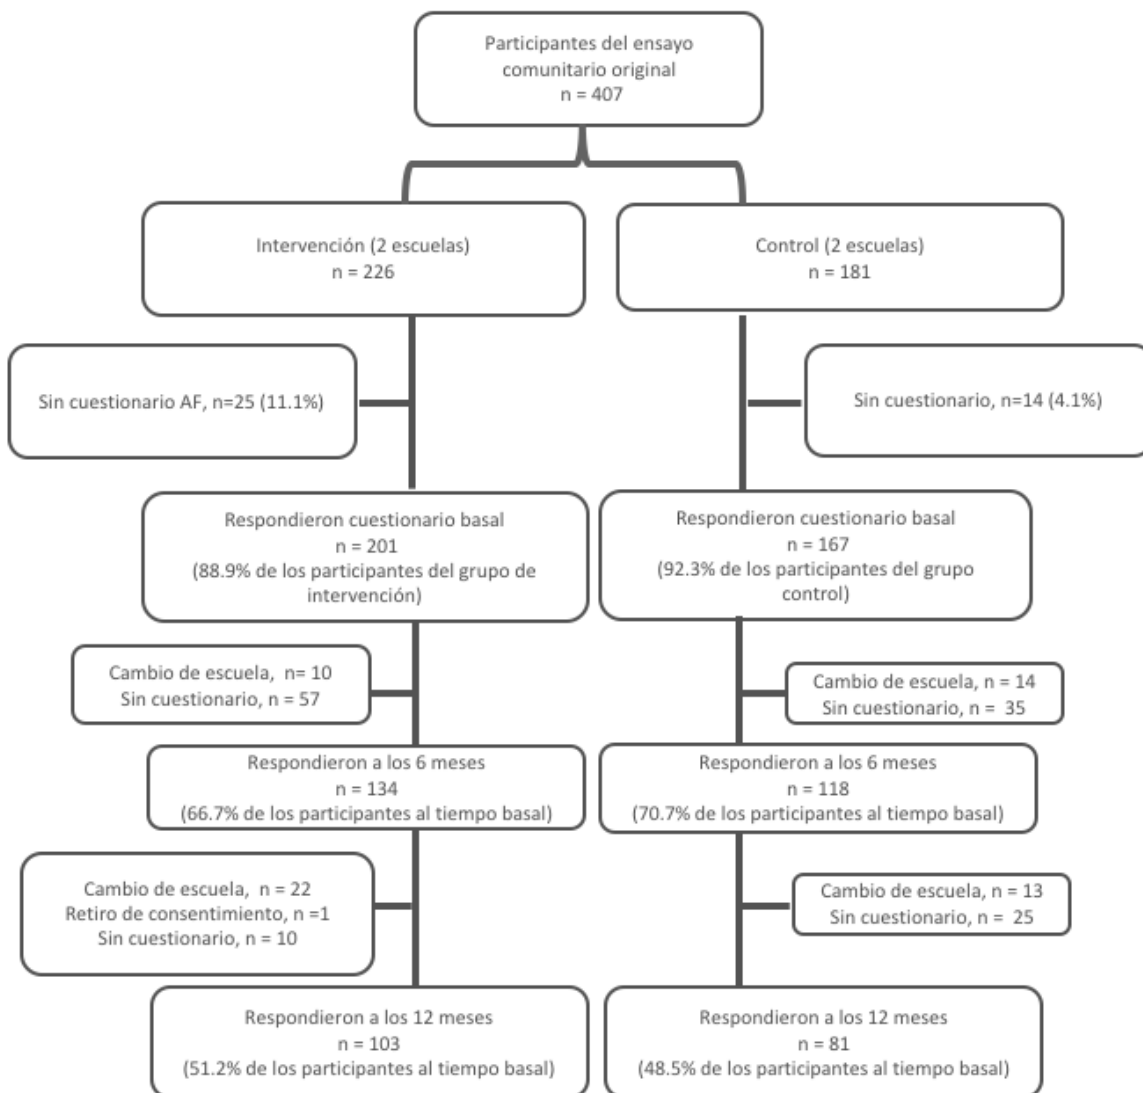 Participantes del ensayo
comunitario original
n = 407
Intervención (2 escuelas)
n = 226
Control (2 escuelas)
n = 181
Sin cuestionario AF, n=25 (11.1%)
Sin cuestionario, n=14 (4.1%)
Respondieron cuestionario basal
n = 201
(88.9% de los participantes del grupo de
intervención)
Respondieron cuestionario basal
n = 167
(92.3% de los participantes del grupo
control)
Cambio de escuela, n= 10
Sin cuestionario, n = 57
Cambio de escuela, n = 14
Sin cuestionario, n = 35
Respondieron a los 6 meses
n = 134
(66.7% de los participantes al tiempo basal)
Respondieron a los 6 meses
n = 118
(70.7% de los participantes al tiempo basal)
Cambio de escuela, n = 22
Retiro de consentimiento, n =1
Sin cuestionario, n = 10
Cambio de escuela, n = 13
Sin cuestionario, n = 25
Respondieron a los 12 meses
n = 103
(51.2% de los participantes al tiempo basal)
Respondieron a los 12 meses
n = 81
(48.5% de los participantes al tiempo basal)